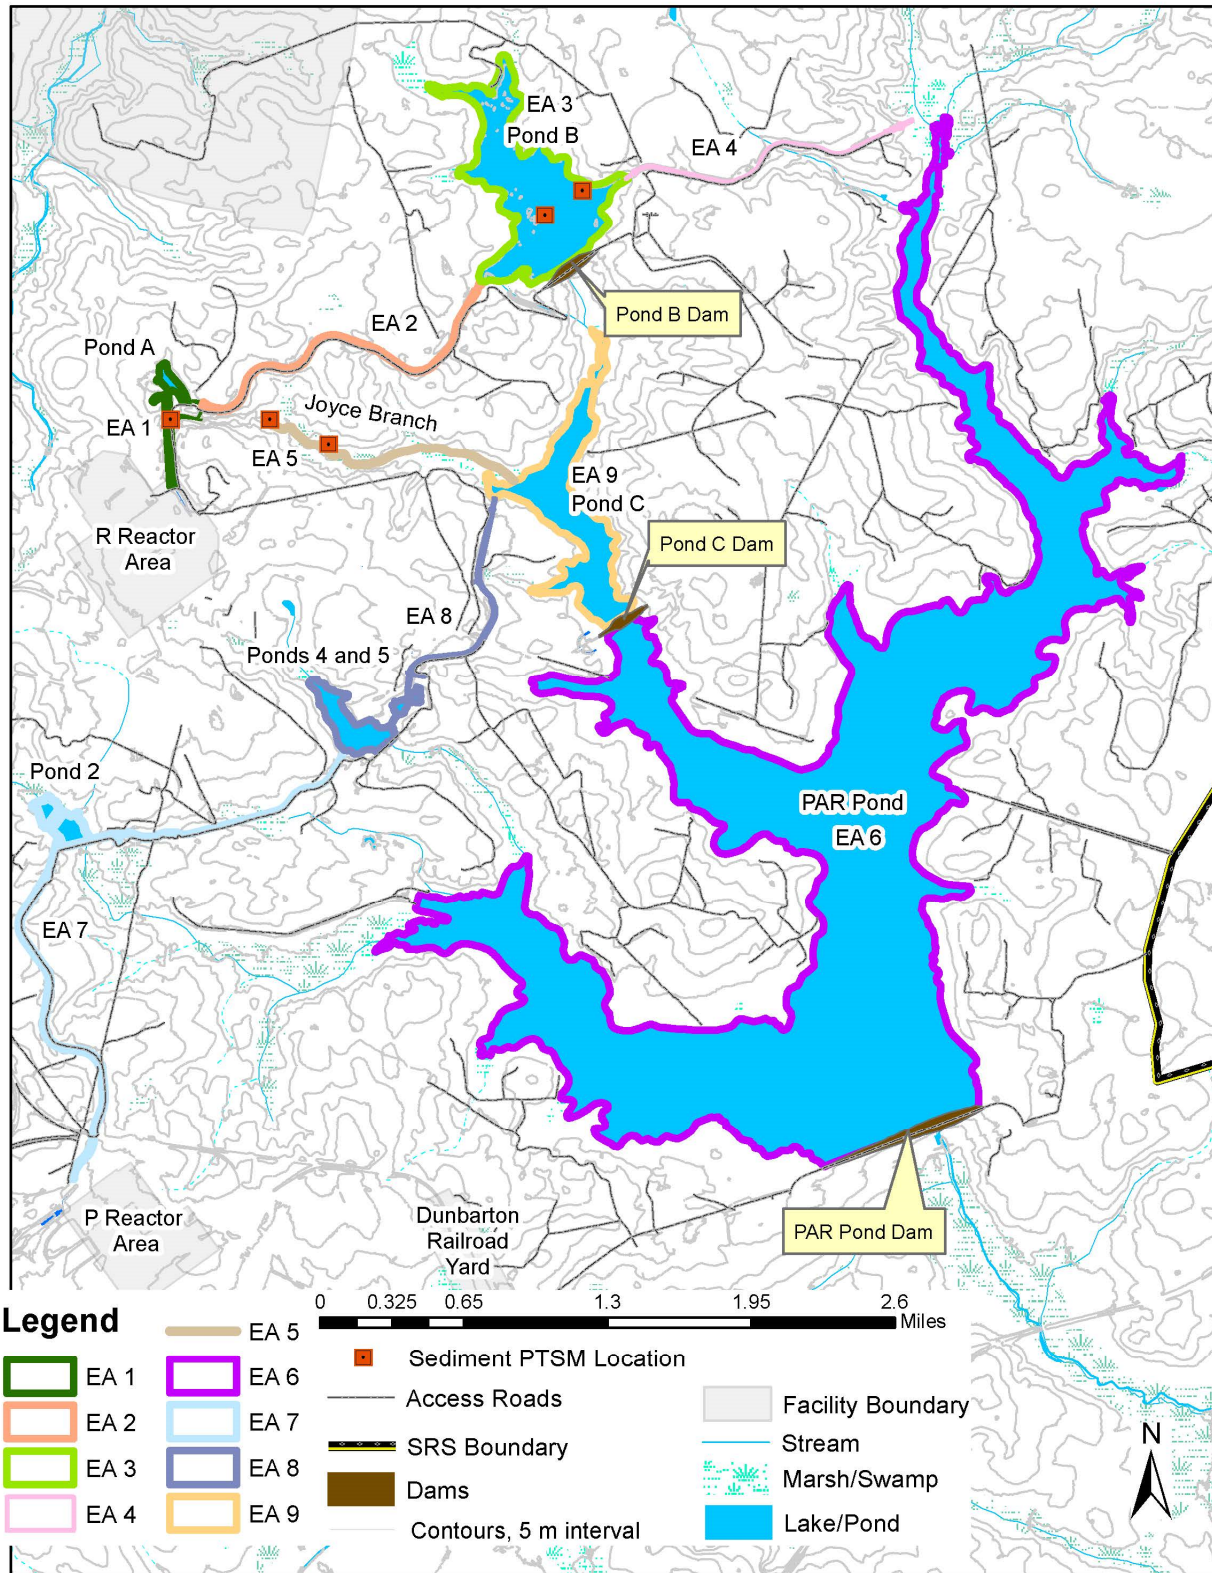 EA 3
Pond B
EA 4
Pond B Dam
EA 2
Pond A
Joyce Branch
EA 1
EA 5
EA 9
Pond C
R Reactor
Area
Pond C Dam
EA 8
Ponds 4 and 5
Pond 2
PAR Pond
EA 6
EA 7
P Reactor
Area
Dunbarton
Railroad
Yard
PAR Pond Dam
Legend
EA 1
EA 2
EA 3
EA 4
EA 5
EA 6
EA 7
EA 8
EA 9
0 0.325 0.65 1.3 1.95 2.6
Miles
Sediment PTSM Location
Access Roads
SRS Boundary
Dams
Contours, 5 m interval
Facility Boundary
Stream
Marsh/Swamp
Lake/Pond
N